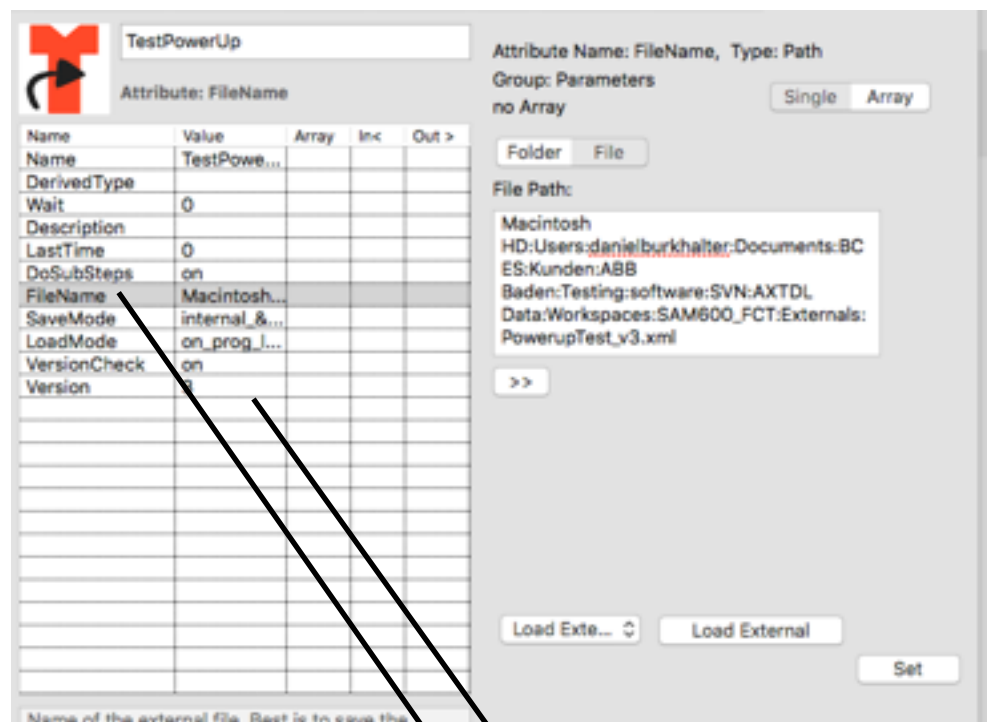 TestPowerUp
Attribute: FileName
Name Value Array In< Out >
Name TestPowe...
DerivedType
Wait 0
Description
LastTime 0
DoSubSteps on
FileName Macintosh...
SaveMode internal_&...
LoadMode on_prog_l...
VersionCheck on
Version
Name of the external file. Best is to save the
Attribute Name: FileName, Type: Path
Group: Parameters
no Array
Single Array
Folder File
File Path:
Macintosh
HD:Users:danielburkhalter:Documents:BC
ES:Kunden:ABB
Baden:Testing:software:SVN:AXTDL
Data:Workspaces:SAM600_FCT:Externals:
PowerupTest_v3.xml
>>
Load Exte... Load External
Set